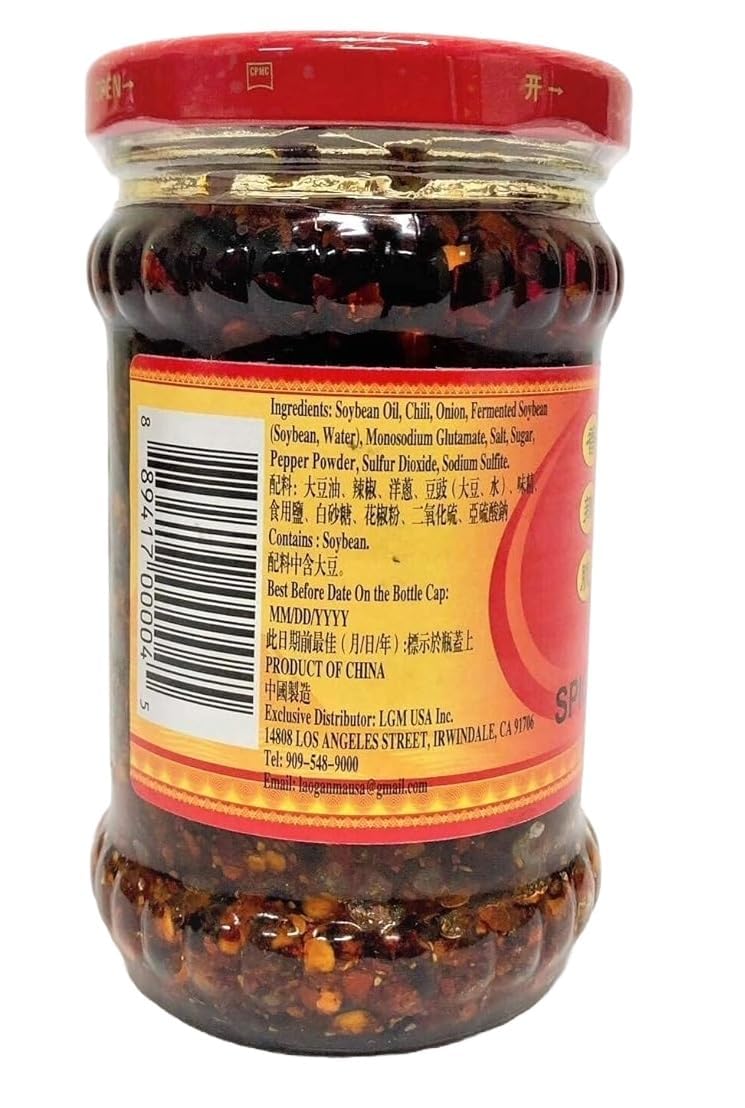 CPMC
开→
Ingredients: Soybean Oil, Chili, Onion, Fermented Soybean
(Soybean, Water), Monosodium Glutamate, Salt, Sugar,
Pepper Powder, Sulfur Dioxide, Sodium Sulfite.
配料：大豆油、辣椒、洋蔥、豆豉（大豆、水）、味精、
食用鹽、白砂糖、花椒粉、二氧化硫、亞硫酸鈉
Contains : Soybean.
配料中含大豆。
Best Before Date On the Bottle Cap:
MM/DD/YYYY
此日期前最佳（月/日/年）:標示於瓶蓋上
PRODUCT OF CHINA
中國製造
Exclusive Distributor: LGM USA Inc.
14808 LOS ANGELES STREET, IRWINDALE, CA 91706
Tel: 909-548-9000
Email: laoganmausa@gmail.com
8 89417 00004 5